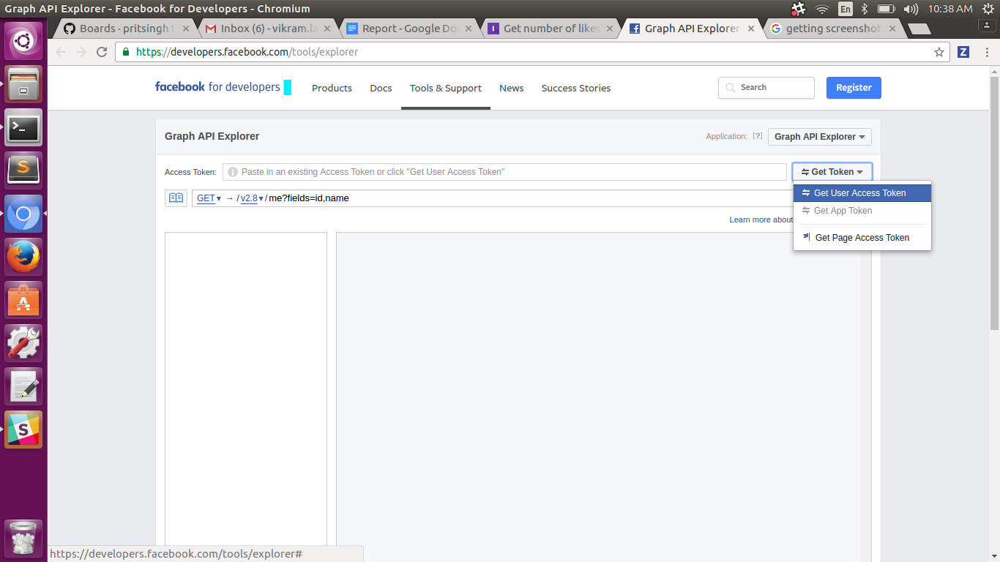 Graph API Explorer - Facebook for Developers - Chromium
En
10:38 AM
Boards · pritsingh1
Inbox (6) - vikram.la
Report - Google Do
Get number of likes
Graph API Explorer
getting screenshot
https://developers.facebook.com/tools/explorer
Z
facebook for developers
Products
Docs
Tools & Support
News
Success Stories
Search
Register
Graph API Explorer
Application: [?]
Graph API Explorer
Access Token:
Paste in an existing Access Token or click "Get User Access Token"
Get Token
GET → / v2.8 / me?fields=id,name
Get User Access Token
Get App Token
Learn more about
Get Page Access Token
https://developers.facebook.com/tools/explorer#